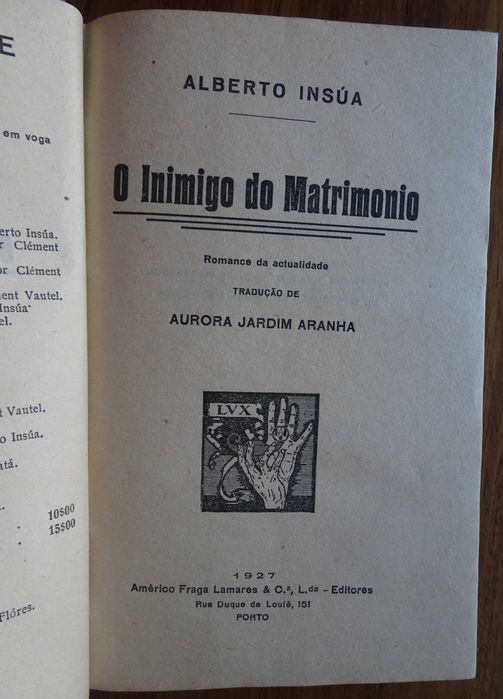 E
em voga
erto Insúa.
r Clément
or Clément
ent Vautel.
Insúa
el.
t Vautel.
o Insúa.
atá.
10$00
15$00
Flóres.
ALBERTO INSÚA
O Inimigo do Matrimonio
Romance da actualidade
TRADUÇÃO DE
AURORA JARDIM ARANHA
LVX
1927
Américo Fraga Lamares & C.ª, L.da - Editores
Rua Duque de Loulé, 151
PORTO